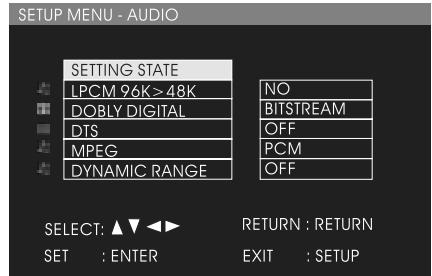 SETUP MENU - AUDIO
SETTING STATE
LPCM 96K>48K NO
DOBLY DIGITAL BITSTREAM
DTS OFF
MPEG PCM
DYNAMIC RANGE OFF
SELECT: ▲▼◄► RETURN : RETURN
SET : ENTER EXIT : SETUP